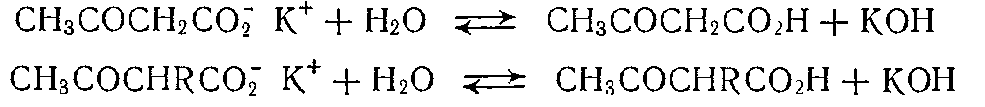 CH₃COCH₂CO₂⁻ K⁺ + H₂O ⇌ CH₃COCH₂CO₂H + KOH
CH₃COCHRCO₂⁻ K⁺ + H₂O ⇌ CH₃COCHRCO₂H + KOH